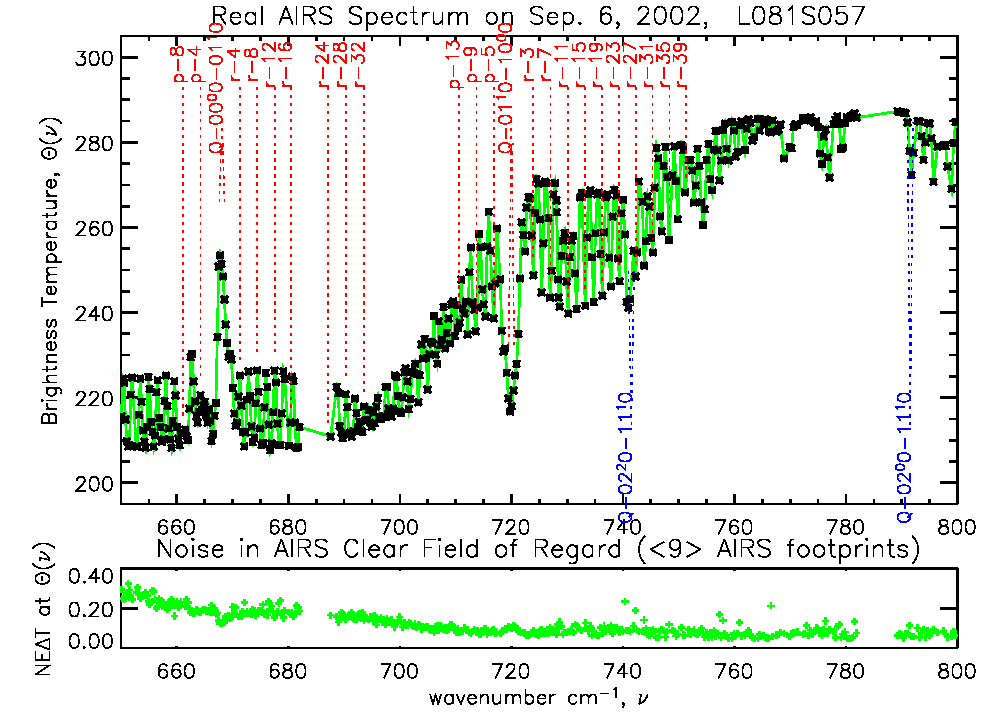 Real AIRS Spectrum on Sep. 6, 2002, L081S057
Brightness Temperature, Θ(ν)
300
280
260
240
220
200
p-8
p-4
Q-00⁰0-01¹0
r-4
r-8
r-12
r-16
r-24
r-28
r-32
p-13
p-9
p-5
Q-01¹0-10⁰0
r-3
r-7
r-11
r-15
r-19
r-23
r-27
r-31
r-35
r-39
Q-02²0-11¹0
Q-02⁰0-11¹0
660 680 700 720 740 760 780 800
Noise in AIRS Clear Field of Regard (<9> AIRS footprints)
NEΔT at Θ(ν)
0.40
0.20
0.00
660 680 700 720 740 760 780 800
wavenumber cm⁻¹, ν